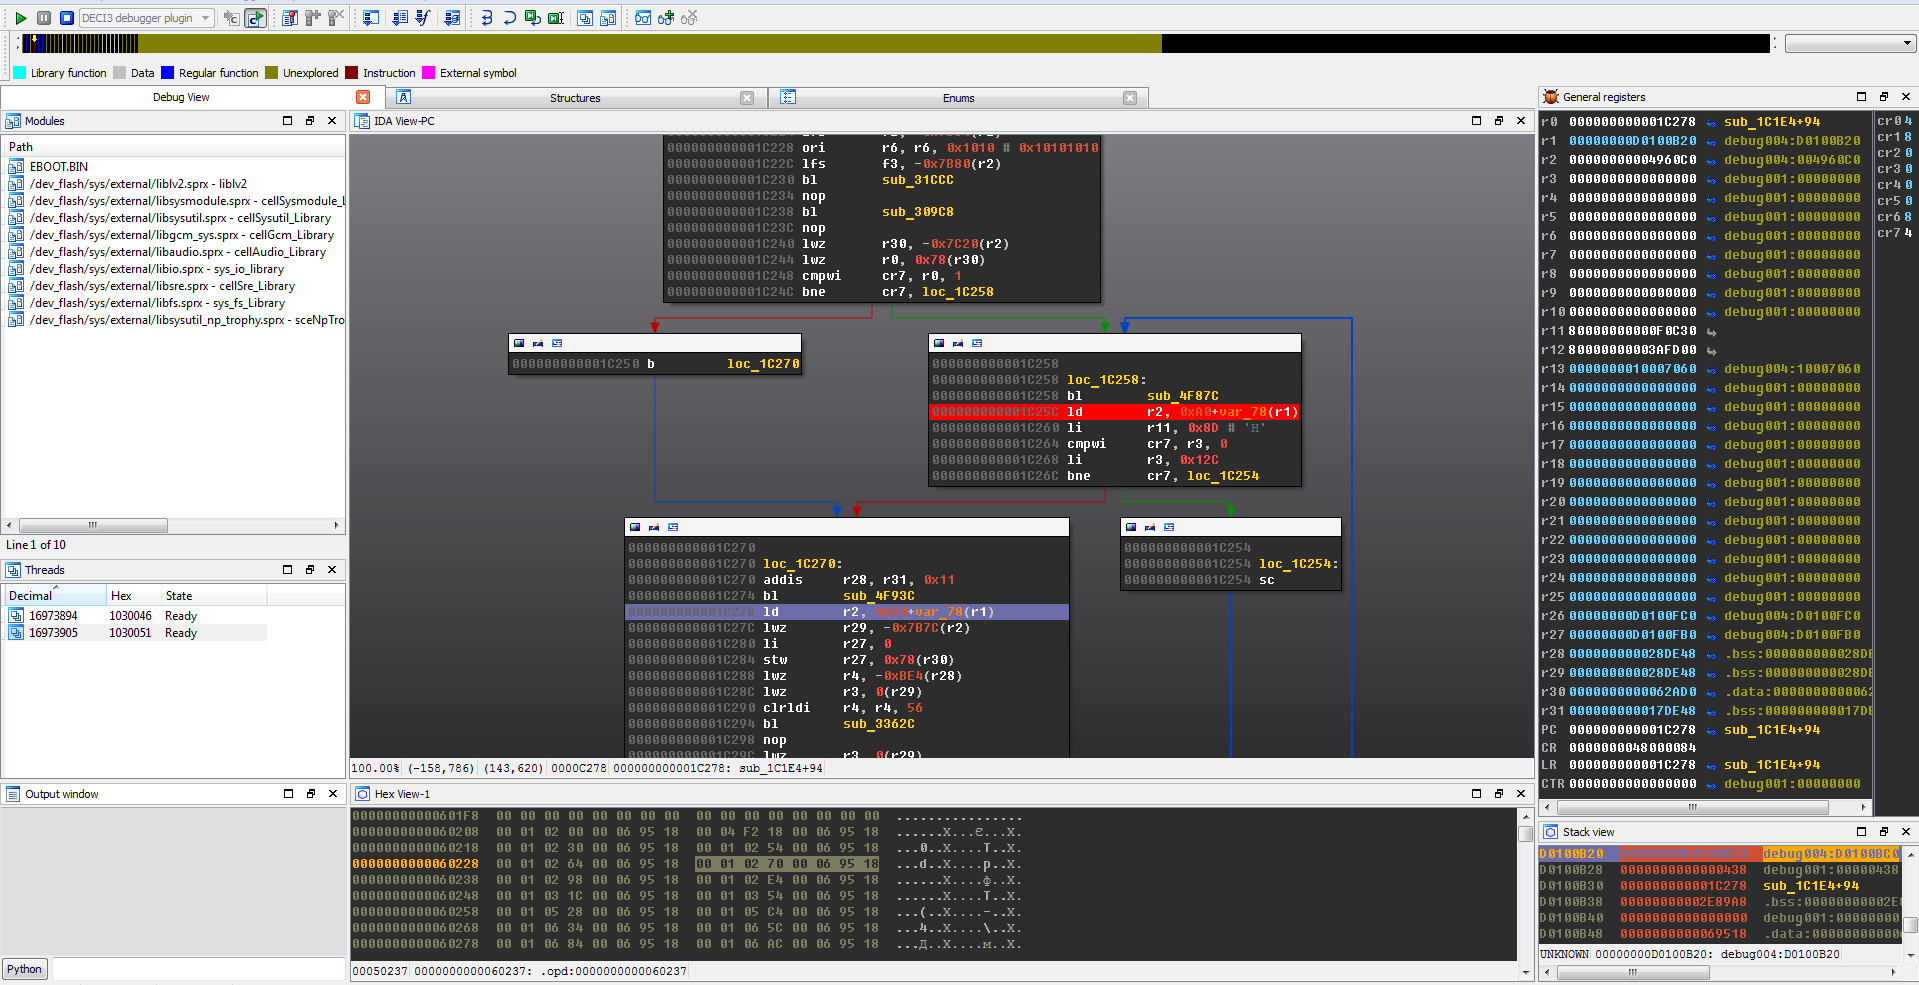 DECI3 debugger plugin
Library function Data Regular function Unexplored Instruction External symbol
Debug View Structures Enums
Modules
Path
EBOOT.BIN
/dev_flash/sys/external/liblv2.sprx - liblv2
/dev_flash/sys/external/libsysmodule.sprx - cellSysmodule_L
/dev_flash/sys/external/libsysutil.sprx - cellSysutil_Library
/dev_flash/sys/external/libgcm_sys.sprx - cellGcm_Library
/dev_flash/sys/external/libaudio.sprx - cellAudio_Library
/dev_flash/sys/external/libio.sprx - sys_io_library
/dev_flash/sys/external/libsre.sprx - cellSre_Library
/dev_flash/sys/external/libfs.sprx - sys_fs_Library
/dev_flash/sys/external/libsysutil_np_trophy.sprx - sceNpTro
Line 1 of 10
Threads
Decimal Hex State
16973894 1030046 Ready
16973905 1030051 Ready
Output window
Python
IDA View-PC
000000000001C228 ori r6, r6, 0x1010 # 0x10101010
000000000001C22C lfs f3, -0x7B80(r2)
000000000001C230 bl sub_31CCC
000000000001C234 nop
000000000001C238 bl sub_309C8
000000000001C23C nop
000000000001C240 lwz r30, -0x7C20(r2)
000000000001C244 lwz r0, 0x78(r30)
000000000001C248 cmpwi cr7, r0, 1
000000000001C24C bne cr7, loc_1C258
000000000001C250 b loc_1C270
000000000001C258
000000000001C258 loc_1C258:
000000000001C258 bl sub_4F87C
000000000001C25C ld r2, 0xA0+var_78(r1)
000000000001C260 li r11, 0x8D # 'Н'
000000000001C264 cmpwi cr7, r3, 0
000000000001C268 li r3, 0x12C
000000000001C26C bne cr7, loc_1C254
000000000001C270
000000000001C270 loc_1C270:
000000000001C270 addis r28, r31, 0x11
000000000001C274 bl sub_4F93C
000000000001C278 ld r2, 0xA0+var_78(r1)
000000000001C27C lwz r29, -0x7B7C(r2)
000000000001C280 li r27, 0
000000000001C284 stw r27, 0x78(r30)
000000000001C288 lwz r4, -0xBE4(r28)
000000000001C28C lwz r3, 0(r29)
000000000001C290 clrldi r4, r4, 56
000000000001C294 bl sub_3362C
000000000001C298 nop
000000000001C29C lwz r3, 0(r29)
000000000001C254
000000000001C254 loc_1C254:
000000000001C254 sc
100.00% (-158,786) (143,620) 0000C278 000000000001C278: sub_1C1E4+94
Hex View-1
00000000000601F8 00 00 00 00 00 00 00 00 00 00 00 00 00 00 00 00 ................
0000000000060208 00 01 02 00 00 06 95 18 00 04 F2 18 00 06 95 18 ......X...Є...X.
0000000000060218 00 01 02 30 00 06 95 18 00 01 02 54 00 06 95 18 ...0..X....T..X.
0000000000060228 00 01 02 64 00 06 95 18 00 01 02 70 00 06 95 18 ...d..X....p..X.
0000000000060238 00 01 02 98 00 06 95 18 00 01 02 E4 00 06 95 18 ......X....ф..X.
0000000000060248 00 01 03 1C 00 06 95 18 00 01 03 54 00 06 95 18 ......X....T..X.
0000000000060258 00 01 05 28 00 06 95 18 00 01 05 C4 00 06 95 18 ...(..X....-..X.
0000000000060268 00 01 06 34 00 06 95 18 00 01 06 5C 00 06 95 18 ...4..X....\..X.
0000000000060278 00 01 06 84 00 06 95 18 00 01 06 AC 00 06 95 18 ...Д..X....м..X.
00050237 0000000000060237: .opd:0000000000060237
General registers
r0 000000000001C278 sub_1C1E4+94
r1 00000000D0100B20 debug004:D0100B20
r2 00000000004960C0 debug004:004960C0
r3 0000000000000000 debug001:00000000
r4 0000000000000000 debug001:00000000
r5 0000000000000000 debug001:00000000
r6 0000000000000000 debug001:00000000
r7 0000000000000000 debug001:00000000
r8 0000000000000000 debug001:00000000
r9 0000000000000000 debug001:00000000
r10 0000000000000000 debug001:00000000
r11 80000000000F0C30
r12 80000000003AFD00
r13 0000000010007060 debug004:10007060
r14 0000000000000000 debug001:00000000
r15 0000000000000000 debug001:00000000
r16 0000000000000000 debug001:00000000
r17 0000000000000000 debug001:00000000
r18 0000000000000000 debug001:00000000
r19 0000000000000000 debug001:00000000
r20 0000000000000000 debug001:00000000
r21 0000000000000000 debug001:00000000
r22 0000000000000000 debug001:00000000
r23 0000000000000000 debug001:00000000
r24 0000000000000000 debug001:00000000
r25 0000000000000000 debug001:00000000
r26 00000000D0100FC0 debug004:D0100FC0
r27 00000000D0100FB0 debug004:D0100FB0
r28 000000000028DE48 .bss:000000000028DE
r29 000000000028DE48 .bss:000000000028DE
r30 0000000000062AD0 .data:0000000000062
r31 000000000017DE48 .bss:000000000017DE
PC 000000000001C278 sub_1C1E4+94
CR 0000000048000084
LR 000000000001C278 sub_1C1E4+94
CTR 0000000000000000 debug001:00000000
cr0 4
cr1 8
cr2 0
cr3 0
cr4 0
cr5 0
cr6 8
cr7 4
Stack view
D0100B20 debug004:D0100BC0
D0100B28 0000000000000438 debug001:00000438
D0100B30 000000000001C278 sub_1C1E4+94
D0100B38 00000000002E89A8 .bss:00000000002E
D0100B40 0000000000000000 debug001:00000000
D0100B48 0000000000069518 .data:000000000006
UNKNOWN 00000000D0100B20: debug004:D0100B20